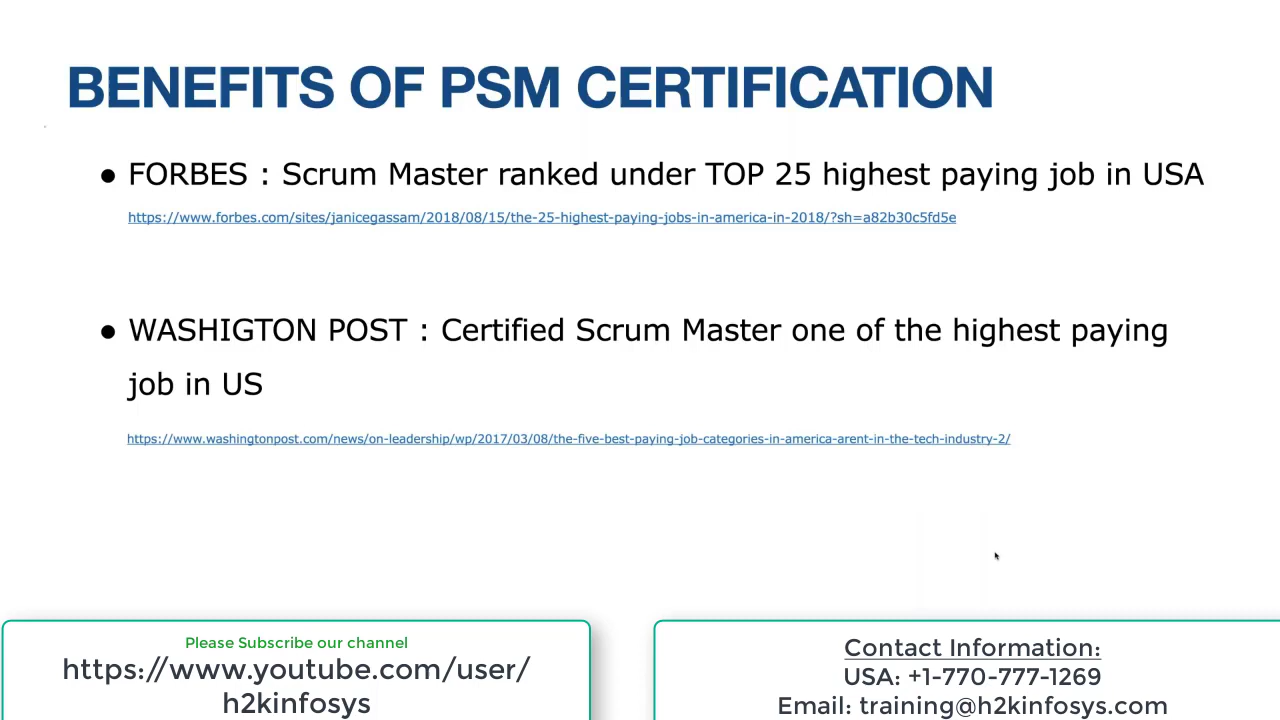 BENEFITS OF PSM CERTIFICATION
● FORBES : Scrum Master ranked under TOP 25 highest paying job in USA
https://www.forbes.com/sites/janicegassam/2018/08/15/the-25-highest-paying-jobs-in-america-in-2018/?sh=a82b30c5fd5e
● WASHIGTON POST : Certified Scrum Master one of the highest paying
job in US
https://www.washingtonpost.com/news/on-leadership/wp/2017/03/08/the-five-best-paying-job-categories-in-america-arent-in-the-tech-industry-2/
Please Subscribe our channel
https://www.youtube.com/user/
h2kinfosys
Contact Information:
USA: +1-770-777-1269
Email: training@h2kinfosys.com